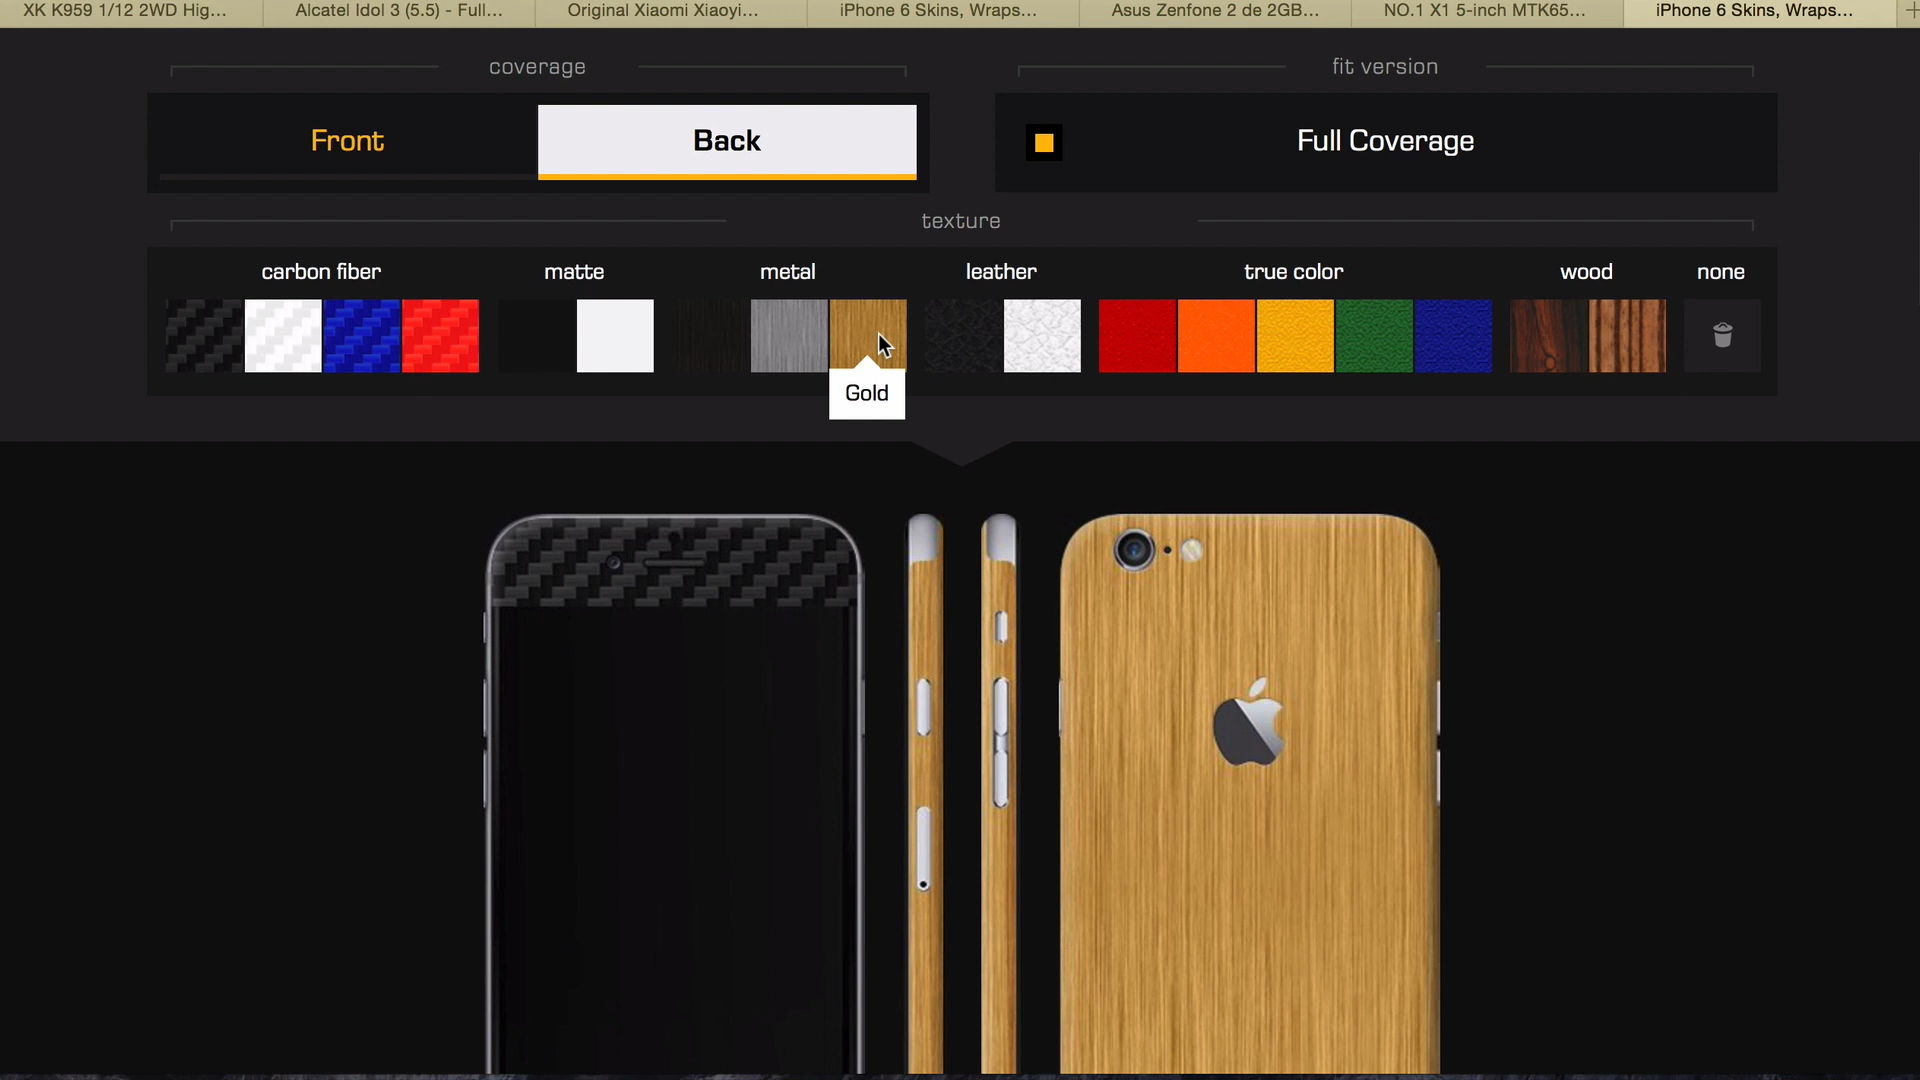 XK K959 1/12 2WD Hig...
Alcatel Idol 3 (5.5) - Full...
Original Xiaomi Xiaoyi...
iPhone 6 Skins, Wraps...
Asus Zenfone 2 de 2GB...
NO.1 X1 5-inch MTK65...
iPhone 6 Skins, Wraps...
coverage
fit version
Front
Back
Full Coverage
texture
carbon fiber
matte
metal
leather
true color
wood
none
Gold